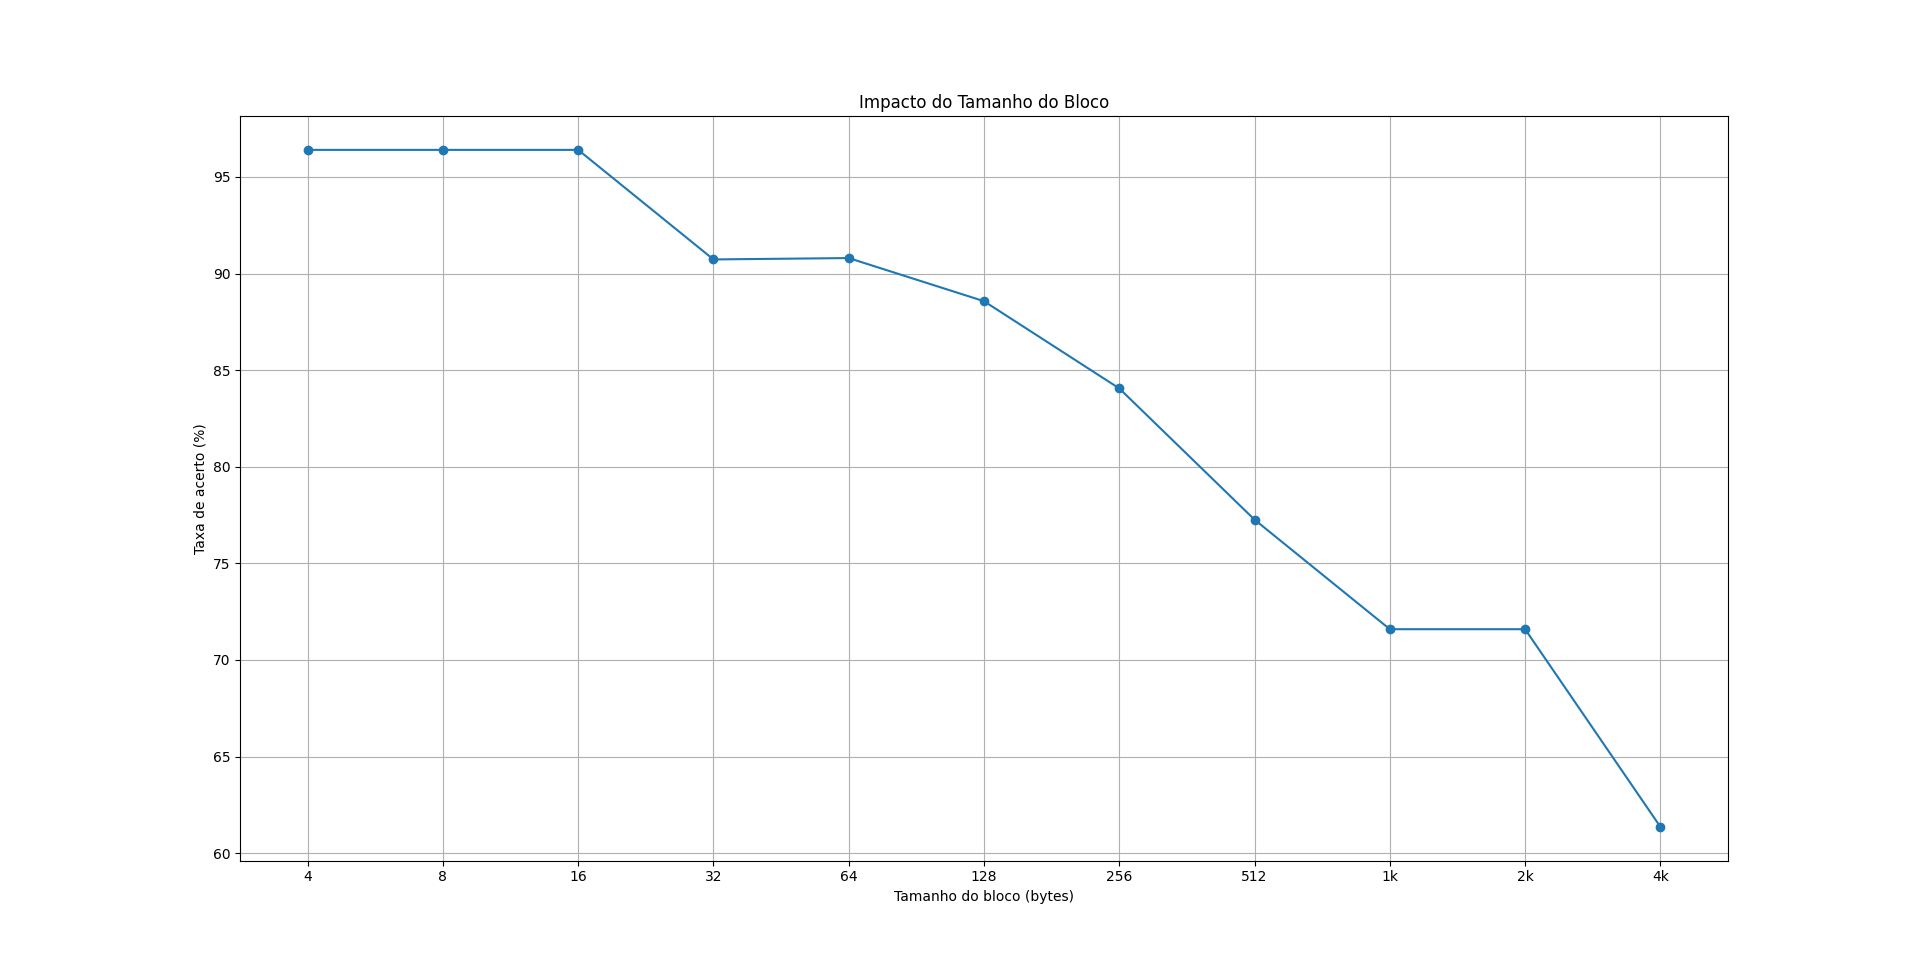 Impacto do Tamanho do Bloco
Taxa de acerto (%)
95
90
85
80
75
70
65
60
4 8 16 32 64 128 256 512 1k 2k 4k
Tamanho do bloco (bytes)